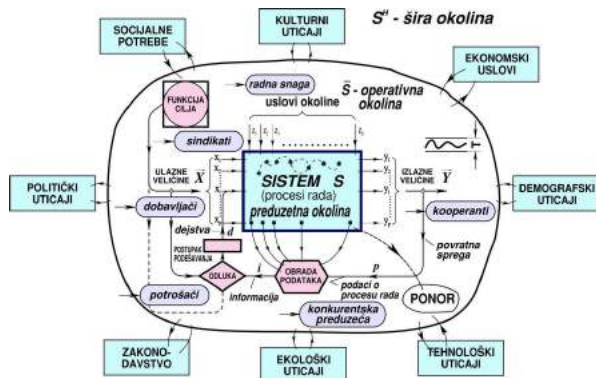 S^H - šira okolina
SOCIJALNE
POTREBE
KULTURNI
UTICAJI
EKONOMSKI
USLOVI
FUNKCIJA
CILJA
radna snaga
uslovi okoline
S̄ - operativna
okolina
sindikati
ULAZNE
VELIČINE
X̄
SISTEM S
(procesi rada)
preduzetna okolina
IZLAZNE
VELIČINE
Ȳ
T
POLITIČKI
UTICAJI
DEMOGRAFSKI
UTICAJI
dobavljači
kooperanti
dejstva d
POSTUPAK
PODEŠAVANJA
ODLUKA
i
informacija
OBRADA
PODATAKA
p
podaci o
procesu rada
povratna
sprega
potrošači
konkurentska
preduzeća
PONOR
ZAKONO-
DAVSTVO
EKOLOŠKI
UTICAJI
TEHNOLOŠKI
UTICAJI